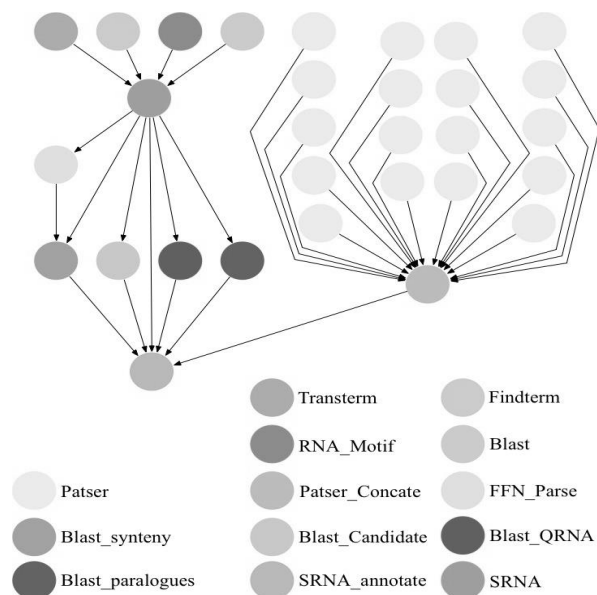 Transterm
Findterm
RNA_Motif
Blast
Patser
Patser_Concate
FFN_Parse
Blast_synteny
Blast_Candidate
Blast_QRNA
Blast_paralogues
SRNA_annotate
SRNA